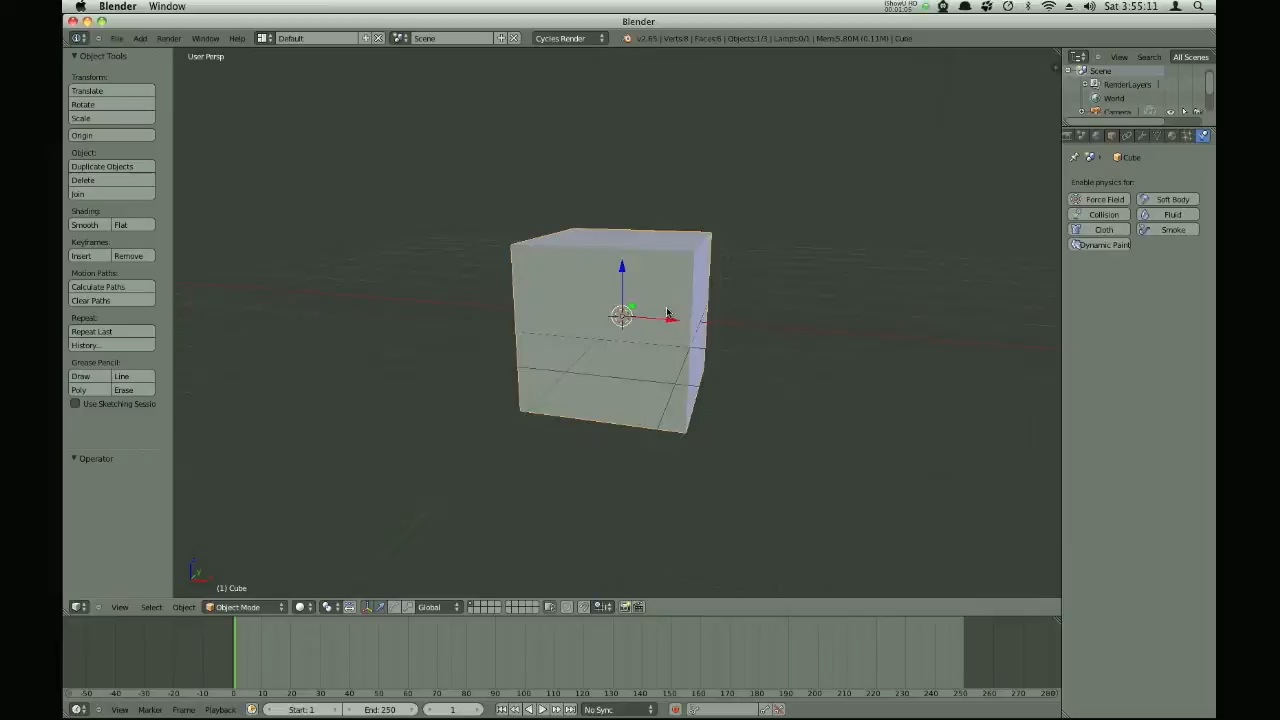 Blender Window
iShowU HD
00:01:05
Sat 3:55:11
Blender
File Add Render Window Help
Default
Scene
Cycles Render
v2.65 | Verts:8 | Faces:6 | Objects:1/3 | Lamps:0/1 | Mem:5.80M (0.11M) | Cube
Object Tools
Transform:
Translate
Rotate
Scale
Origin
Object:
Duplicate Objects
Delete
Join
Shading:
Smooth Flat
Keyframes:
Insert Remove
Motion Paths:
Calculate Paths
Clear Paths
Repeat:
Repeat Last
History...
Grease Pencil:
Draw Line
Poly Erase
Use Sketching Sessio
Operator
User Persp
(1) Cube
View Search All Scenes
Scene
RenderLayers
World
Camera
Cube
Enable physics for:
Force Field Soft Body
Collision Fluid
Cloth Smoke
Dynamic Paint
View Select Object Object Mode Global
-50 -40 -30 -20 -10 0 10 20 30 40 50 60 70 80 90 100 110 120 130 140 150 160 170 180 190 200 210 220 230 240 250 260 270 280
View Marker Frame Playback Start: 1 End: 250 1 No Sync